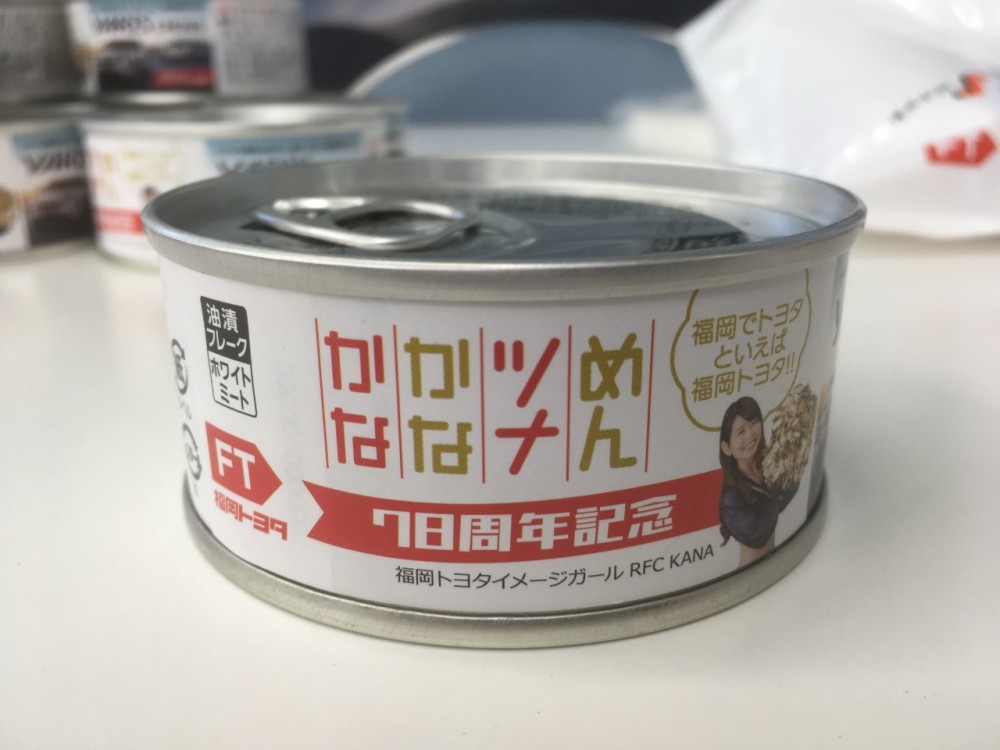 油漬
フレーク
ホワイト
ミート
めん
ツナ
かな
かな
福岡でトヨタ
といえば
福岡トヨタ!!
FT
福岡トヨタ
78周年記念
福岡トヨタイメージガール RFC KANA
FT